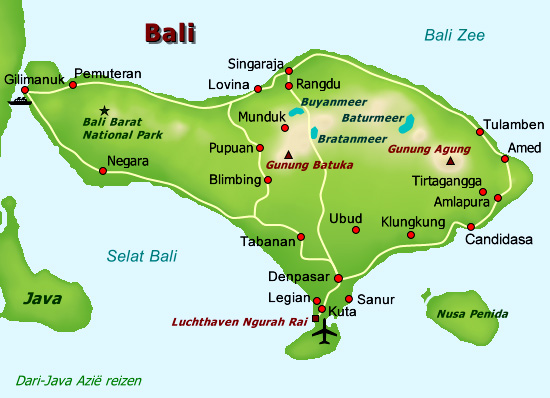 Bali
Bali Zee
Singaraja
Gilimanuk
Pemuteran
Lovina
Rangdu
Buyanmeer
Bali Barat
National Park
Munduk
Baturmeer
Tulamben
Bratanmeer
Pupuan
Gunung Agung
Amed
Negara
Gunung Batuka
Blimbing
Tirtagangga
Amlapura
Ubud
Klungkung
Tabanan
Candidasa
Selat Bali
Denpasar
Java
Legian
Sanur
Kuta
Nusa Penida
Luchthaven Ngurah Rai
Dari-Java Azië reizen